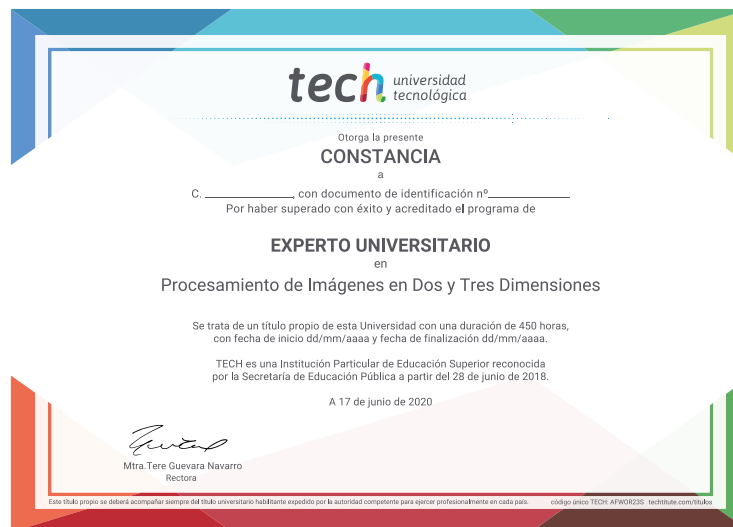 tech universidad
tecnológica
Otorga la presente
CONSTANCIA
a
C. ____________, con documento de identificación nº____________
Por haber superado con éxito y acreditado el programa de
EXPERTO UNIVERSITARIO
en
Procesamiento de Imágenes en Dos y Tres Dimensiones
Se trata de un título propio de esta Universidad con una duración de 450 horas,
con fecha de inicio dd/mm/aaaa y fecha de finalización dd/mm/aaaa.
TECH es una Institución Particular de Educación Superior reconocida
por la Secretaría de Educación Pública a partir del 28 de junio de 2018.
A 17 de junio de 2020
Mtra.Tere Guevara Navarro
Rectora
Este título propio se deberá acompañar siempre del título universitario habilitante expedido por la autoridad competente para ejercer profesionalmente en cada país. código único TECH: AFWOR23S techtitute.com/titulos